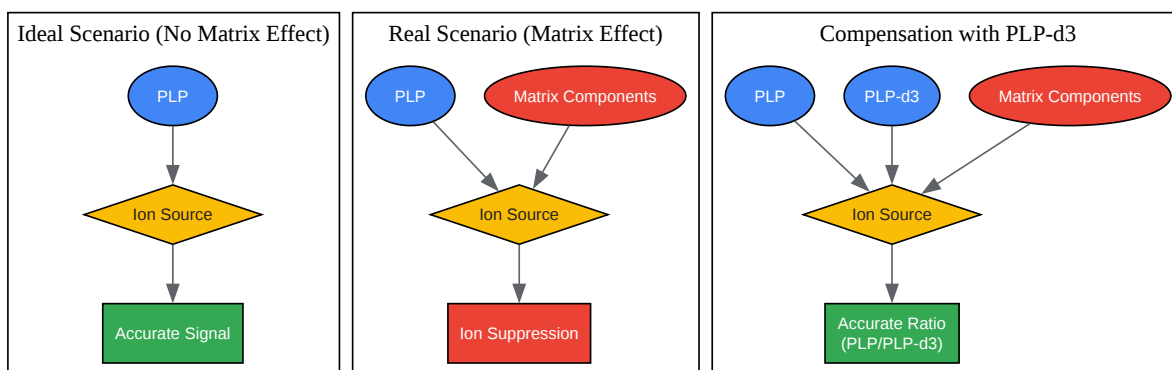 Ideal Scenario (No Matrix Effect)
PLP
Ion Source
Accurate Signal
Real Scenario (Matrix Effect)
PLP
Matrix Components
Ion Source
Ion Suppression
Compensation with PLP-d3
PLP
PLP-d3
Matrix Components
Ion Source
Accurate Ratio
(PLP/PLP-d3)